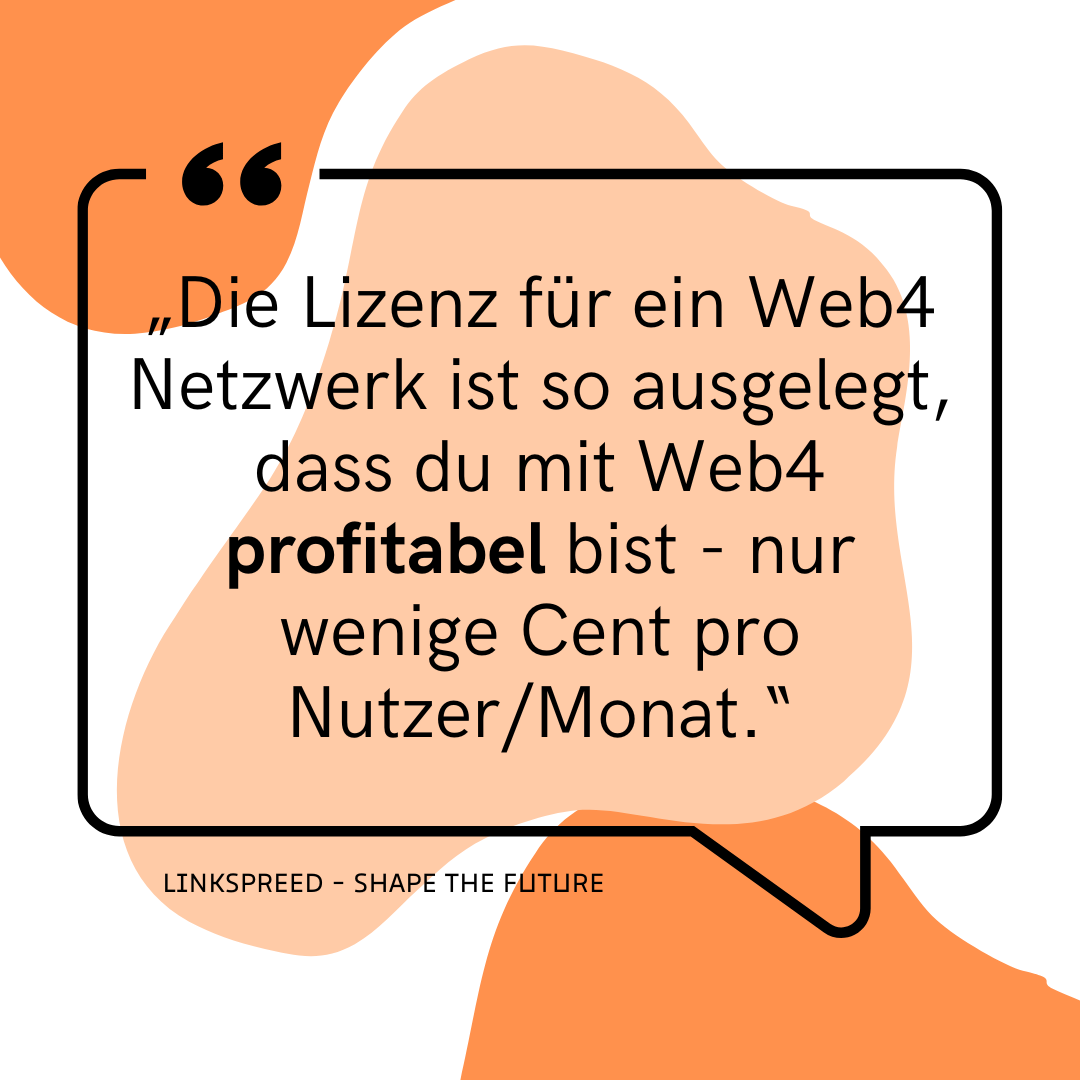 ❝
„Die Lizenz für ein Web4
Netzwerk ist so ausgelegt,
dass du mit Web4
profitabel bist - nur
wenige Cent pro
Nutzer/Monat.‟
LINKSPREED - SHAPE THE FUTURE